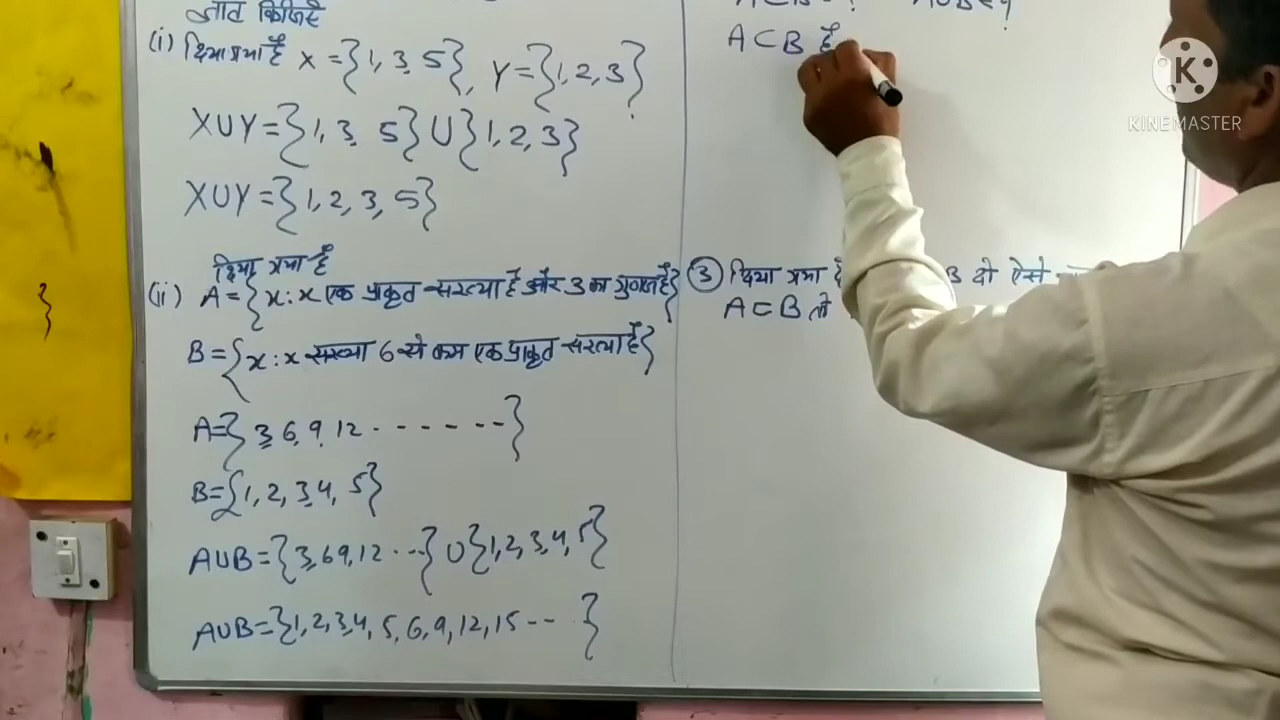 ज्ञात किजिए
(i) दिया गया है X = {1, 3, 5}, Y = {1, 2, 3}
X∪Y = {1, 3, 5} ∪ {1, 2, 3}
X∪Y = {1, 2, 3, 5}
दिया गया है
(ii) A = {x : x एक प्राकृत संख्या है और 3 का गुणज है}
B = {x : x संख्या 6 से कम एक प्राकृत संख्या है}
A = {3, 6, 9, 12 - - - - - - -}
B = {1, 2, 3, 4, 5}
A∪B = {3, 6 9, 12 - - -} ∪ {1, 2, 3, 4, 5}
A∪B = {1, 2, 3, 4, 5, 6, 9, 12, 15 - - - }
A ⊂ B है
(3) दिया गया B दो ऐसे
A ⊂ B तो
K
KINEMASTER